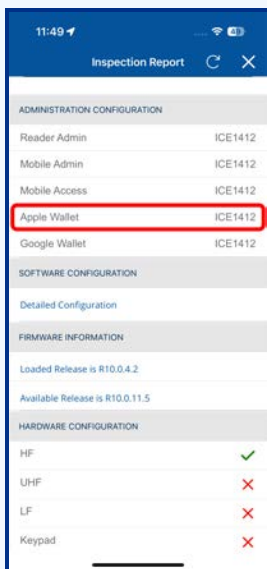 11:49
Inspection Report
ADMINISTRATION CONFIGURATION
Reader Admin ICE1412
Mobile Admin ICE1412
Mobile Access ICE1412
Apple Wallet ICE1412
Google Wallet ICE1412
SOFTWARE CONFIGURATION
Detailed Configuration
FIRMWARE INFORMATION
Loaded Release is R10.0.4.2
Available Release is R10.0.11.5
HARDWARE CONFIGURATION
HF
UHF
LF
Keypad